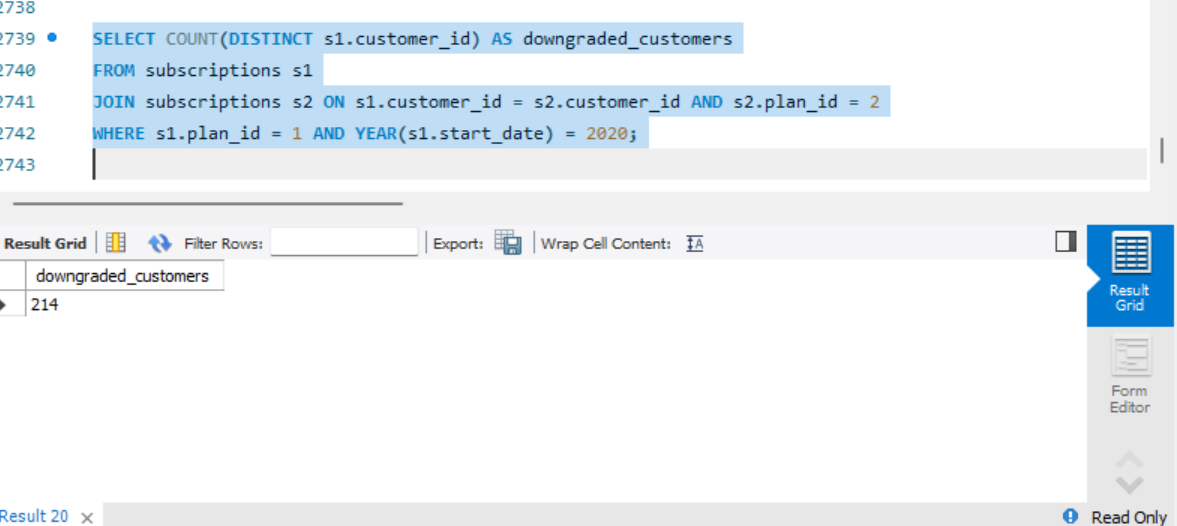 2738
2739
SELECT COUNT(DISTINCT s1.customer_id) AS downgraded_customers
2740
FROM subscriptions s1
2741
JOIN subscriptions s2 ON s1.customer_id = s2.customer_id AND s2.plan_id = 2
2742
WHERE s1.plan_id = 1 AND YEAR(s1.start_date) = 2020;
2743
Result Grid
Filter Rows:
Export:
Wrap Cell Content:
IA
downgraded_customers
214
Result
Grid
Form
Editor
Result 20 ×
Read Only